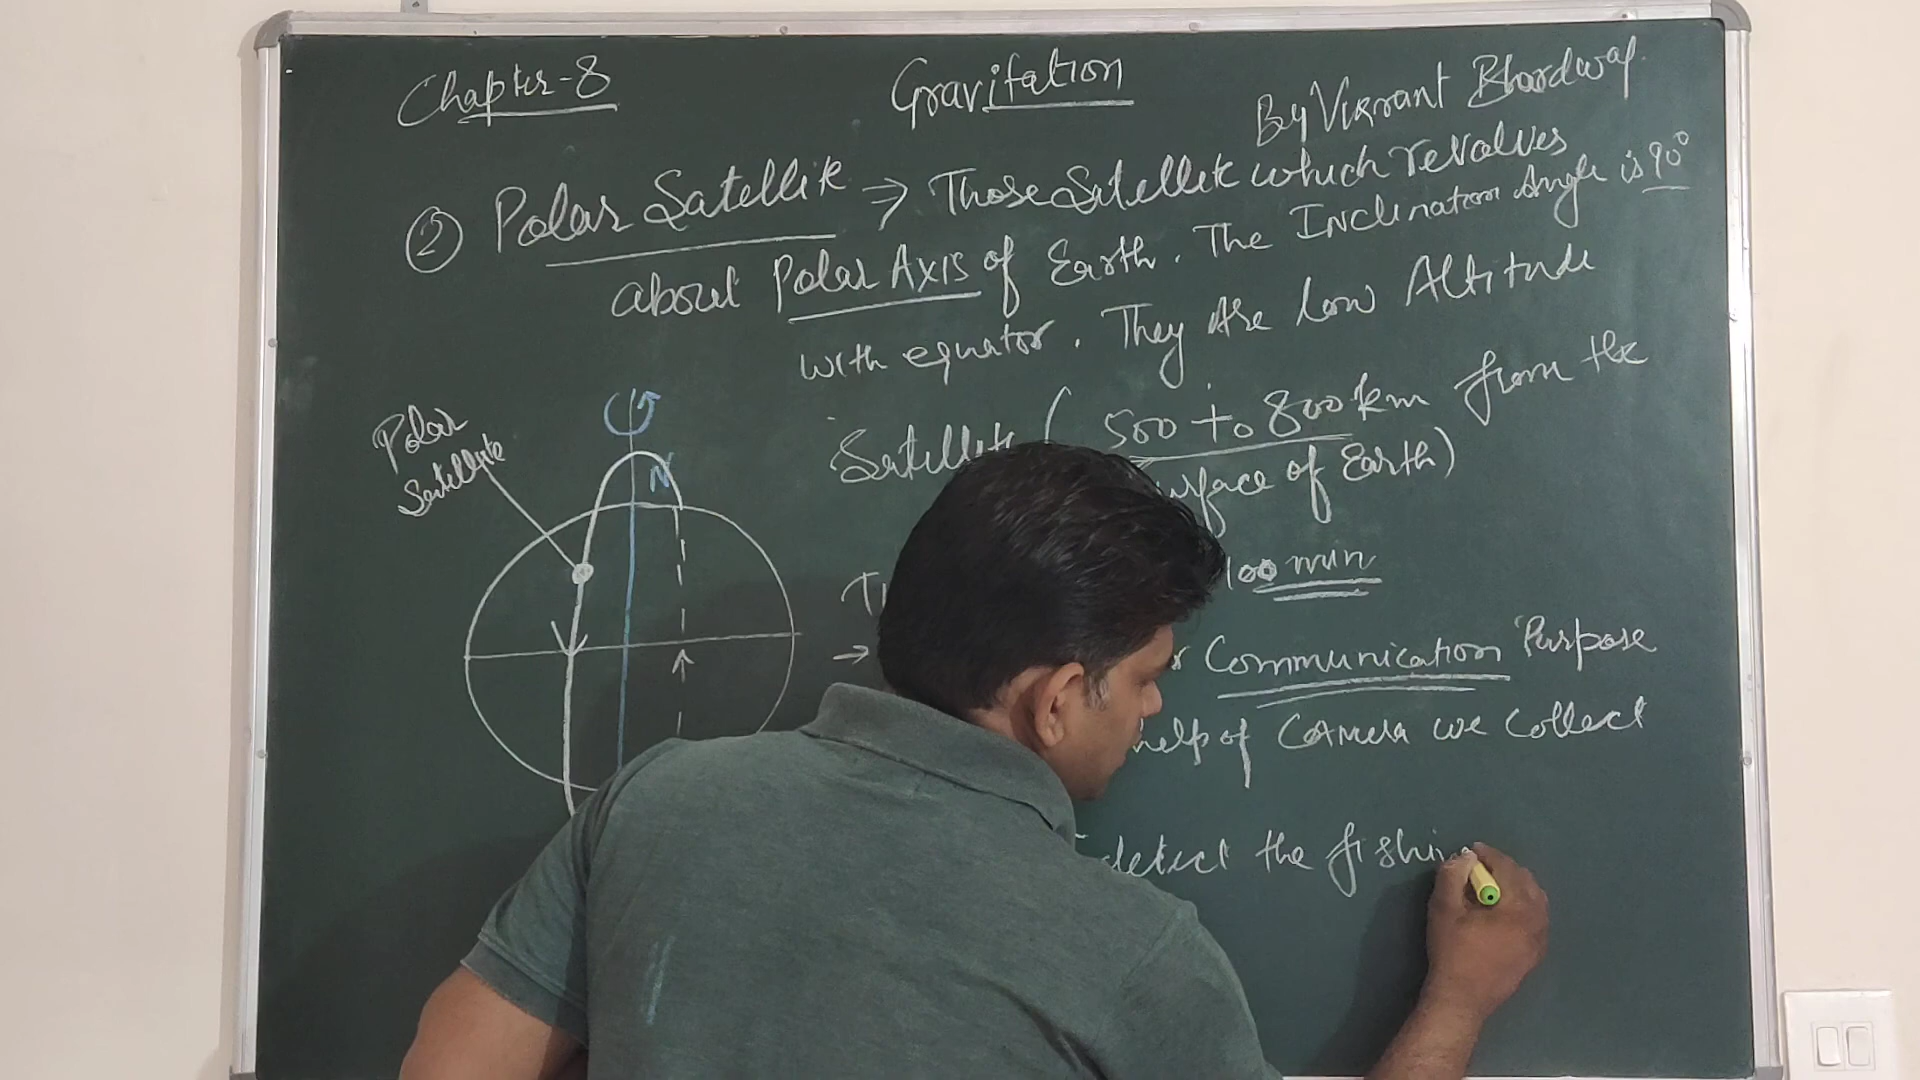 Chapter-8
Gravitation
By Vikrant Bhardwaj.
② Polar Satellite ⇒ Those Satellite which revolves
about Polar Axis of Earth. The Inclination Angle is 90°
with equator. They Are low Altitude
Satellite ( 500 to 800 km from the
surface of Earth)
Polar
Satellite
N
100 min
→ Communication Purpose
help of Camera we collect
detect the fishin